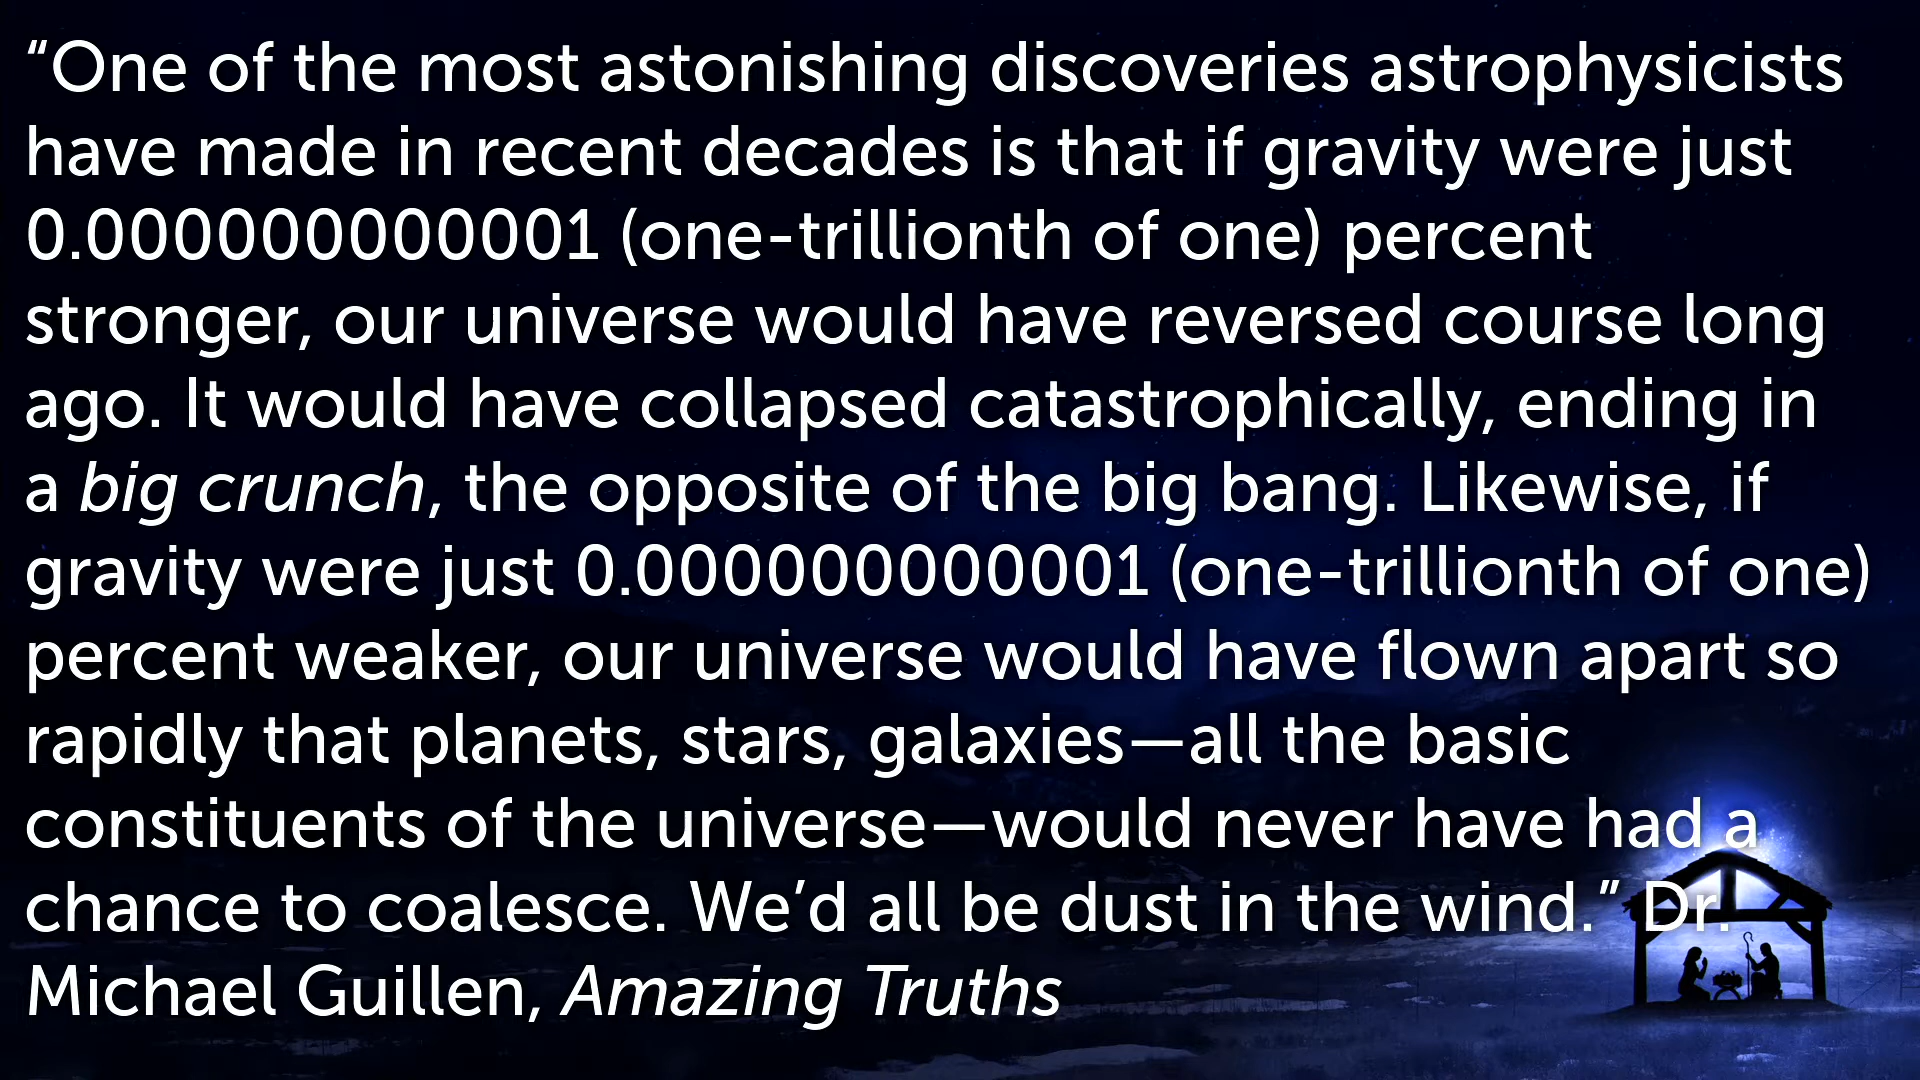 “One of the most astonishing discoveries astrophysicists
have made in recent decades is that if gravity were just
0.000000000001 (one-trillionth of one) percent
stronger, our universe would have reversed course long
ago. It would have collapsed catastrophically, ending in
a big crunch, the opposite of the big bang. Likewise, if
gravity were just 0.000000000001 (one-trillionth of one)
percent weaker, our universe would have flown apart so
rapidly that planets, stars, galaxies—all the basic
constituents of the universe—would never have had a
chance to coalesce. We’d all be dust in the wind.” Dr.
Michael Guillen, Amazing Truths